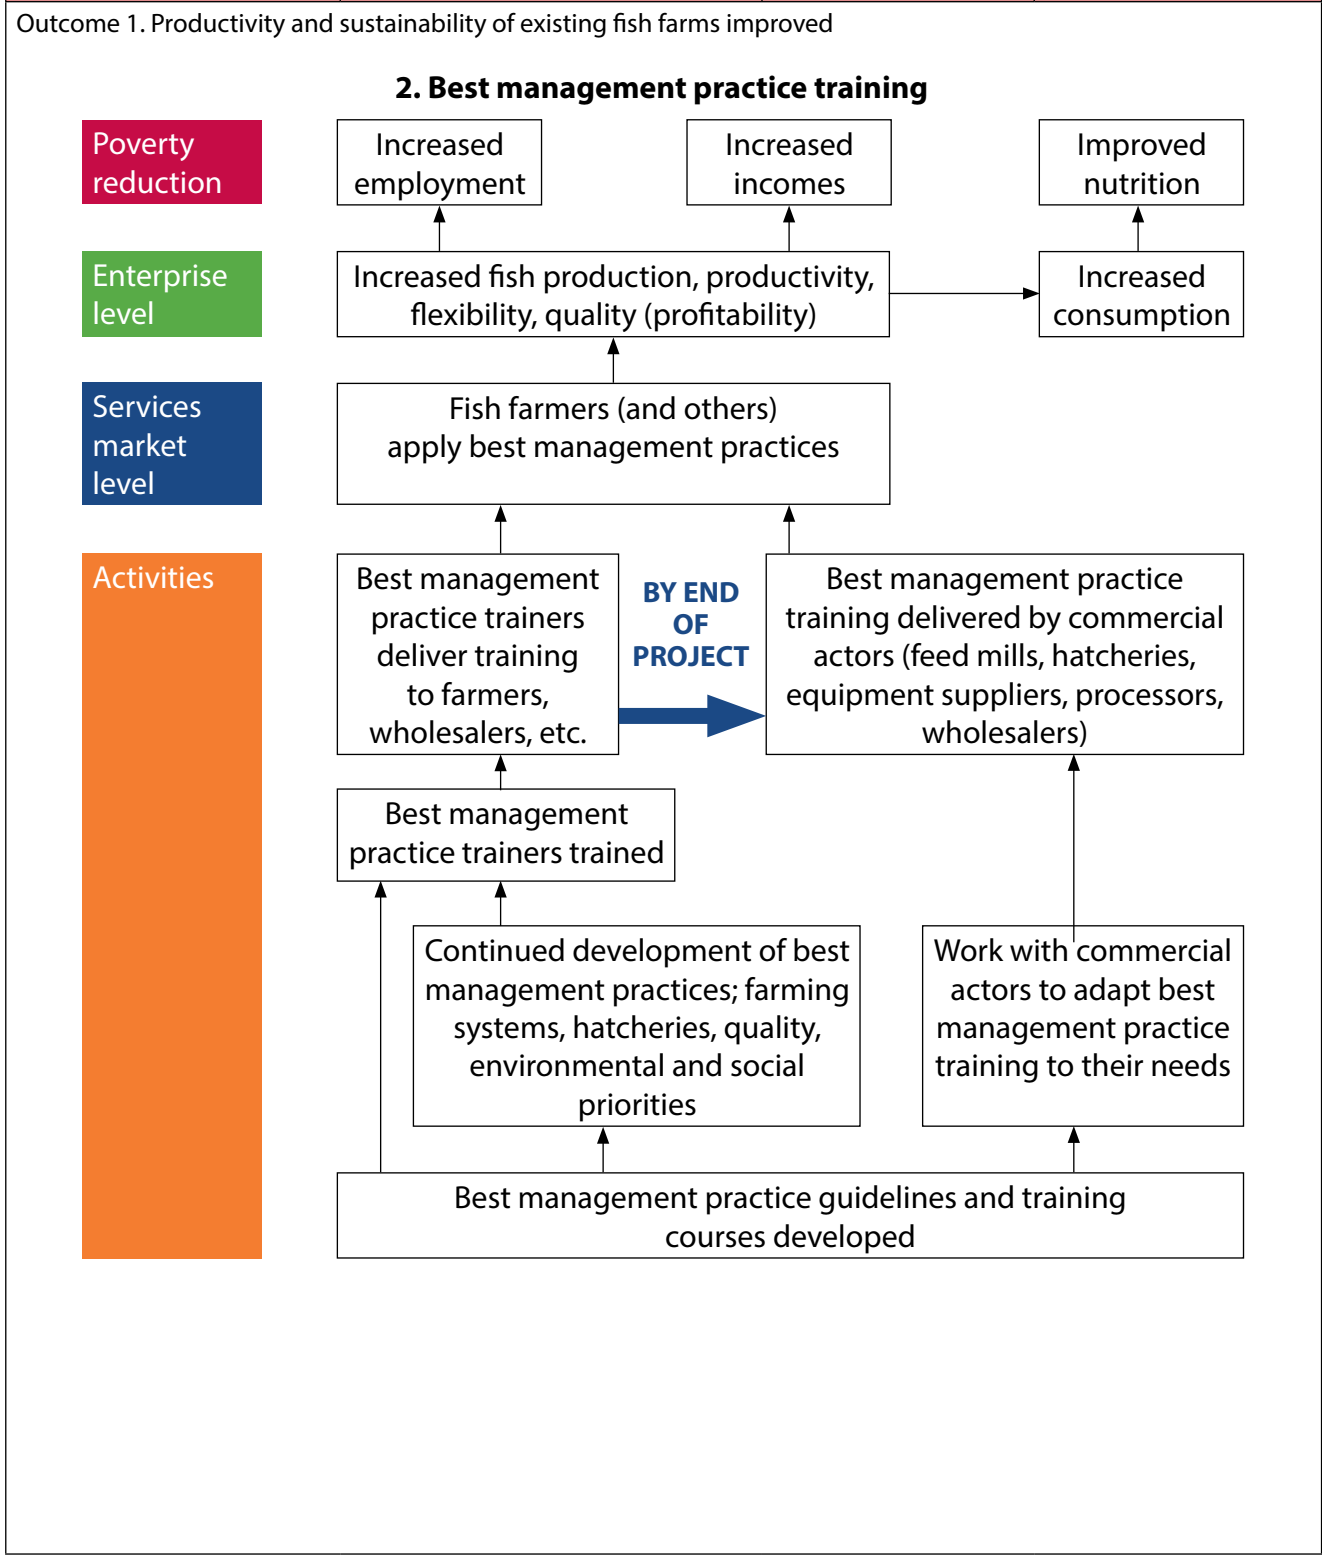 Outcome 1. Productivity and sustainability of existing fish farms improved
2. Best management practice training
Poverty
reduction
Increased
employment
Increased
incomes
Improved
nutrition
Enterprise
level
Increased fish production, productivity,
flexibility, quality (profitability)
Increased
consumption
Services
market
level
Fish farmers (and others)
apply best management practices
Activities
Best management
practice trainers
deliver training
to farmers,
wholesalers, etc.
BY END
OF
PROJECT
Best management practice
training delivered by commercial
actors (feed mills, hatcheries,
equipment suppliers, processors,
wholesalers)
Best management
practice trainers trained
Continued development of best
management practices; farming
systems, hatcheries, quality,
environmental and social
priorities
Work with commercial
actors to adapt best
management practice
training to their needs
Best management practice guidelines and training
courses developed